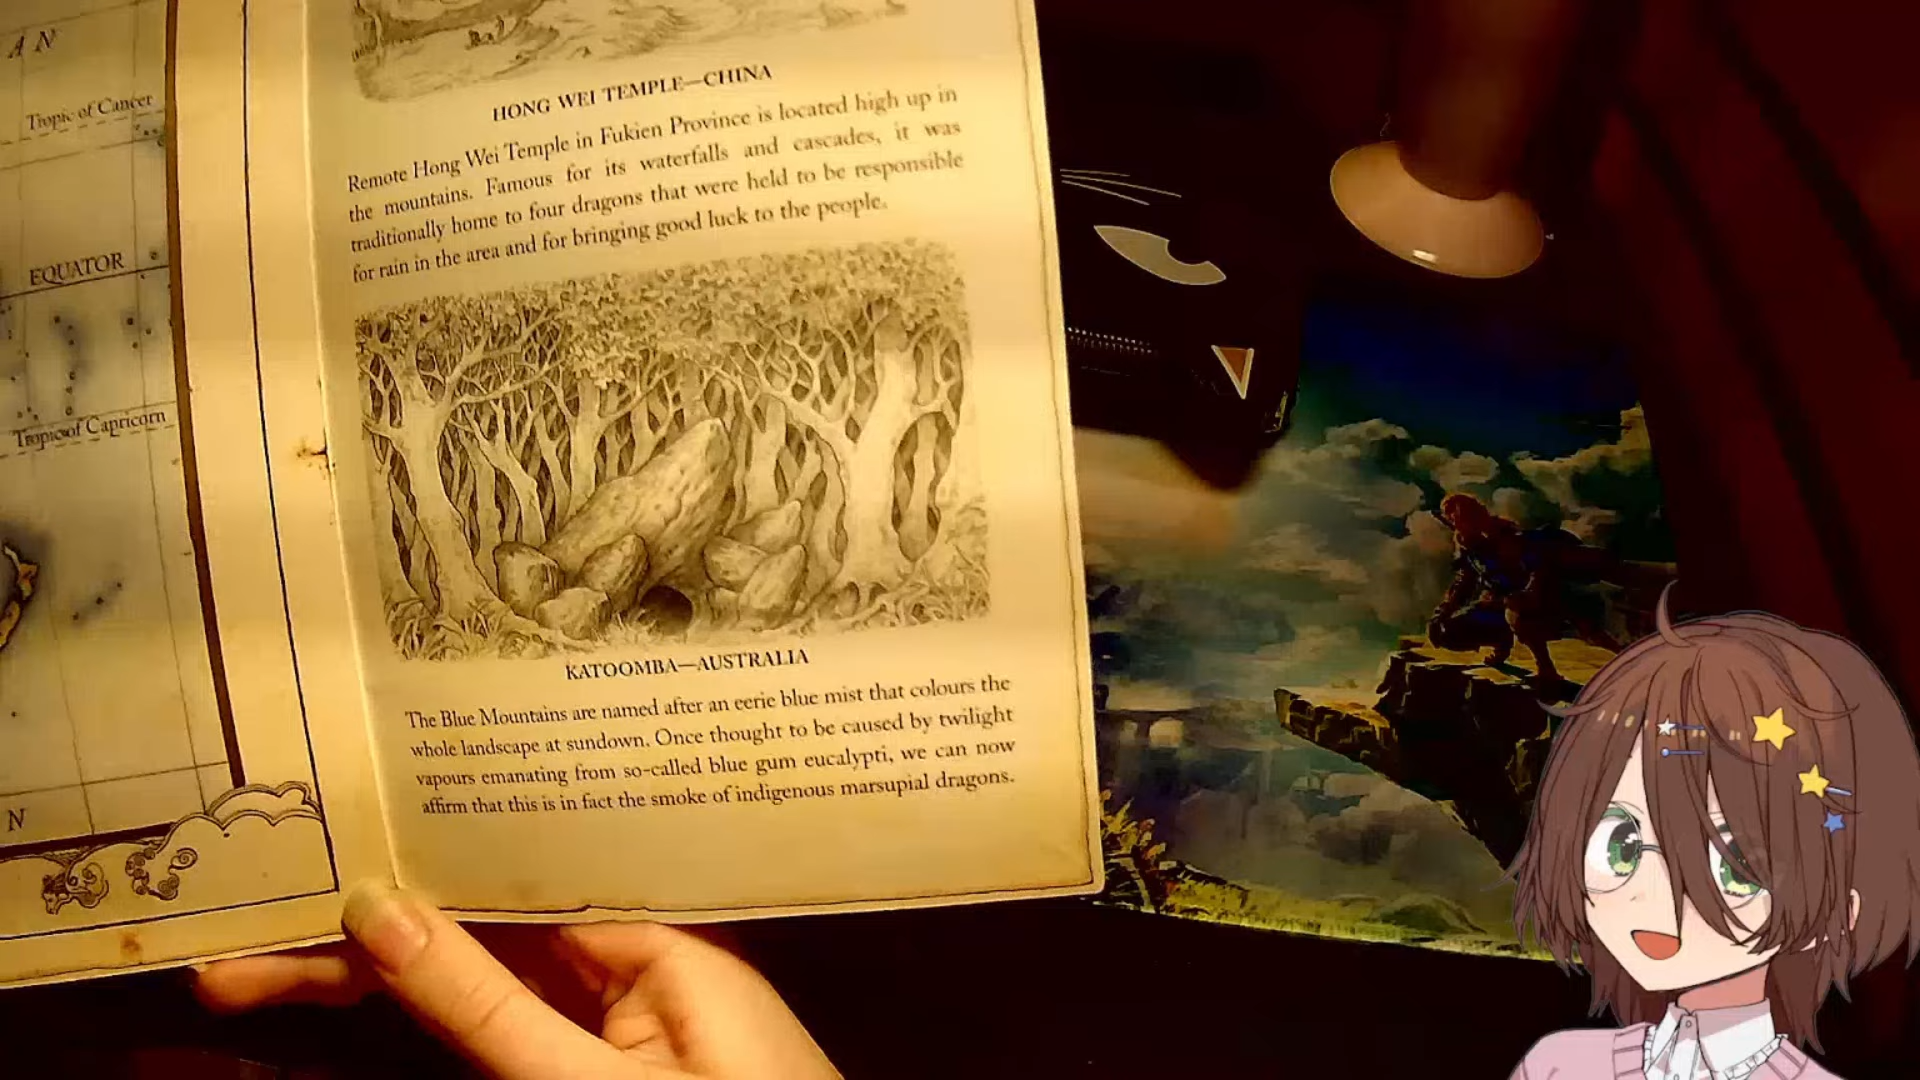 A N
Tropic of Cancer
EQUATOR
Tropic of Capricorn
N
HONG WEI TEMPLE—CHINA
Remote Hong Wei Temple in Fukien Province is located high up in
the mountains. Famous for its waterfalls and cascades, it was
traditionally home to four dragons that were held to be responsible
for rain in the area and for bringing good luck to the people.
KATOOMBA—AUSTRALIA
The Blue Mountains are named after an eerie blue mist that colours the
whole landscape at sundown. Once thought to be caused by twilight
vapours emanating from so-called blue gum eucalypti, we can now
affirm that this is in fact the smoke of indigenous marsupial dragons.